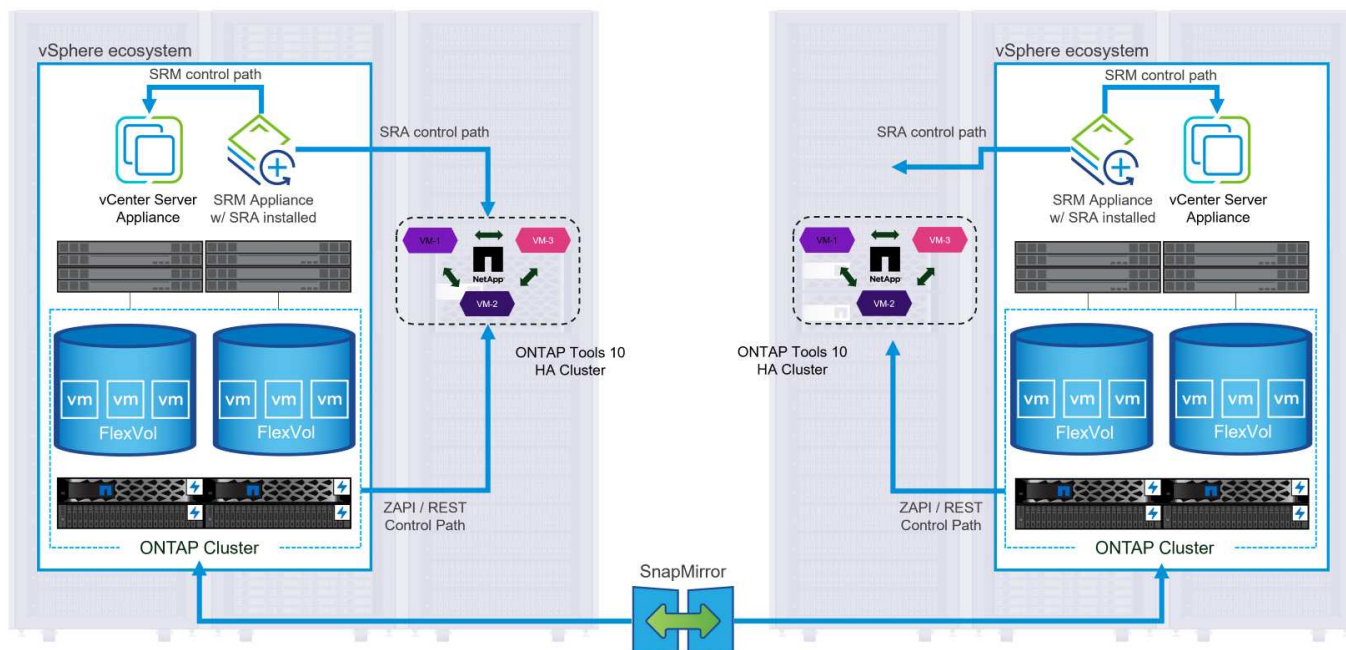 vSphere ecosystem
SRM control path
SRA control path
vCenter Server
Appliance
SRM Appliance
w/ SRA installed
VM-1
VM-3
NetApp
VM-2
ONTAP Tools 10
HA Cluster
vm vm vm
FlexVol
vm vm vm
FlexVol
ZAPI / REST
Control Path
ONTAP Cluster
SnapMirror
vSphere ecosystem
SRM control path
SRA control path
SRM Appliance
w/ SRA installed
vCenter Server
Appliance
VM-1
VM-3
NetApp
VM-2
ONTAP Tools 10
HA Cluster
vm vm vm
FlexVol
vm vm vm
FlexVol
ZAPI / REST
Control Path
ONTAP Cluster